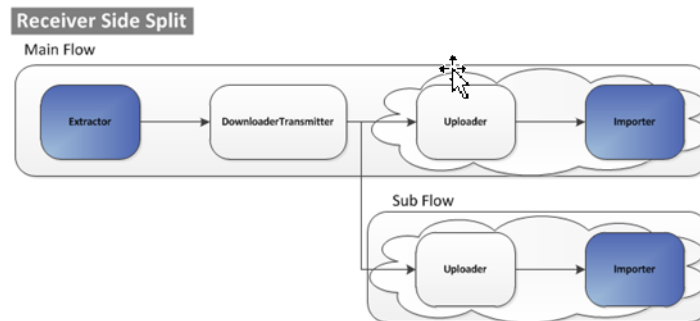 Receiver Side Split
Main Flow
Extractor
DownloaderTransmitter
Uploader
Importer
Sub Flow
Uploader
Importer